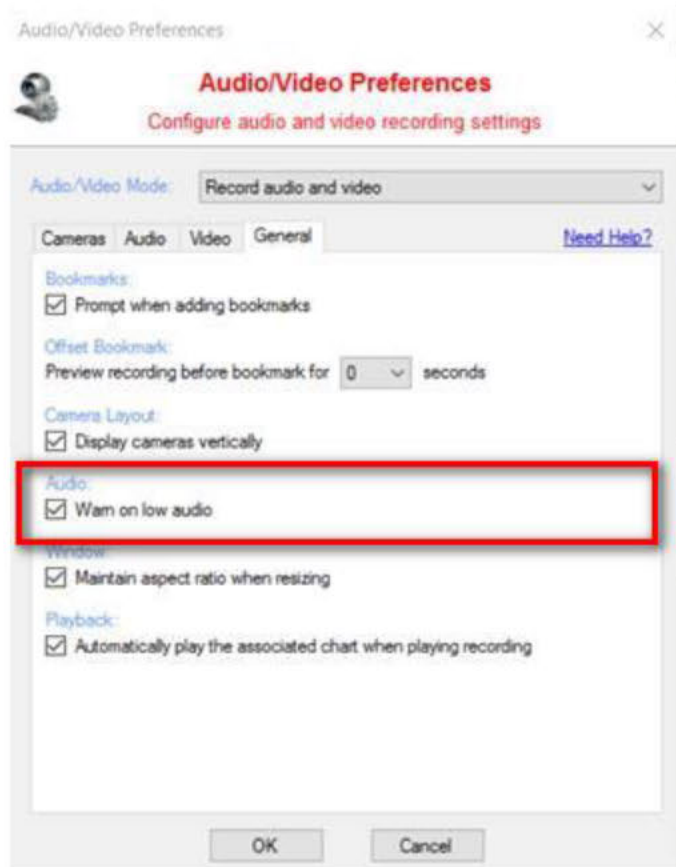 Audio/Video Preferences
Audio/Video Preferences
Configure audio and video recording settings
Audio/Video Mode: Record audio and video
Cameras Audio Video General Need Help?
Bookmarks:
Prompt when adding bookmarks
Offset Bookmark:
Preview recording before bookmark for 0 seconds
Camera Layout:
Display cameras vertically
Audio:
Warn on low audio
Window:
Maintain aspect ratio when resizing
Playback:
Automatically play the associated chart when playing recording
OK Cancel